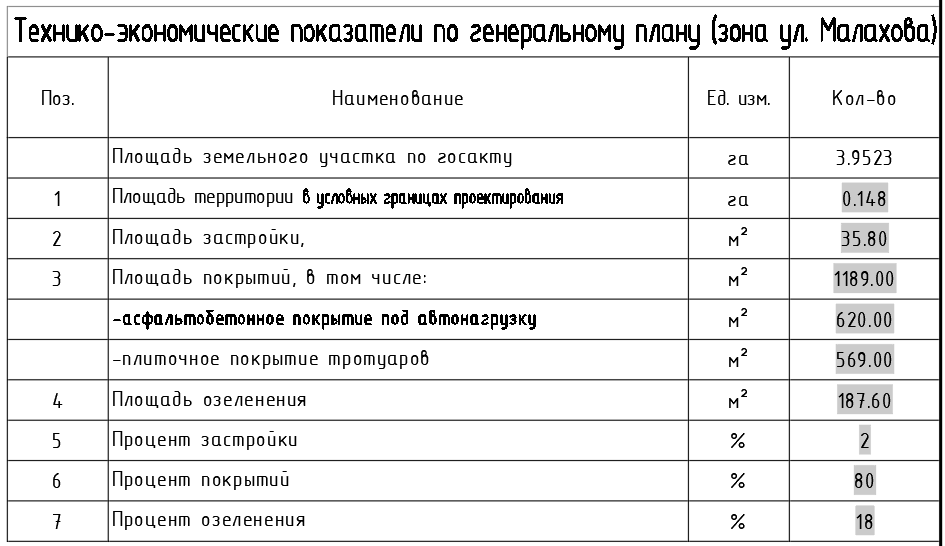 Технико-экономические показатели по генеральному плану (зона ул. Малахова)
Поз. Наименование Ед. изм. Кол-во
Площадь земельного участка по госакту га 3.9523
1 Площадь территории в условных границах проектирования га 0.148
2 Площадь застройки, м² 35.80
3 Площадь покрытий, в том числе: м² 1189.00
-асфальтобетонное покрытие под автонагрузку м² 620.00
-плиточное покрытие тротуаров м² 569.00
4 Площадь озеленения м² 187.60
5 Процент застройки % 2
6 Процент покрытий % 80
7 Процент озеленения % 18